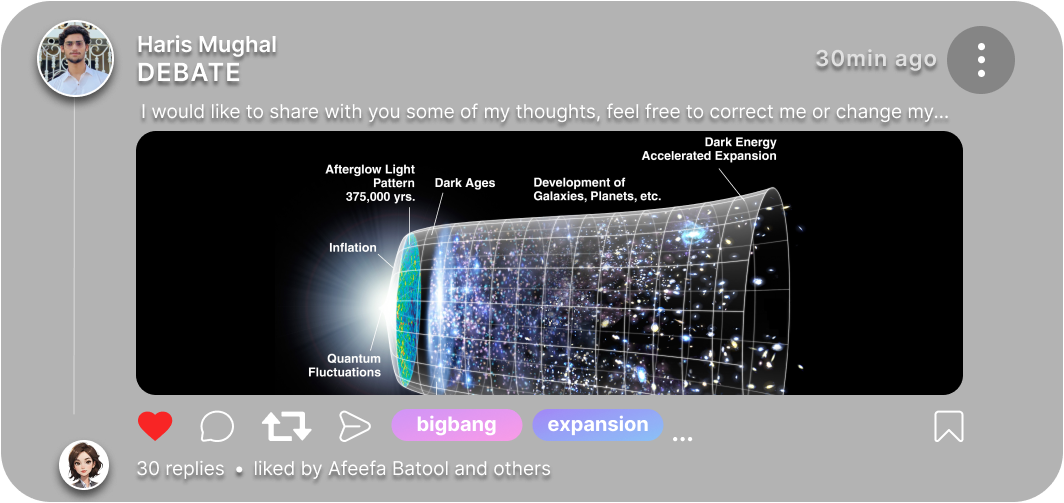 Haris Mughal
DEBATE
30min ago
I would like to share with you some of my thoughts, feel free to correct me or change my...
Dark Energy
Accelerated Expansion
Afterglow Light
Pattern
375,000 yrs.
Dark Ages
Development of
Galaxies, Planets, etc.
Inflation
Quantum
Fluctuations
bigbang
expansion
...
30 replies • liked by Afeefa Batool and others